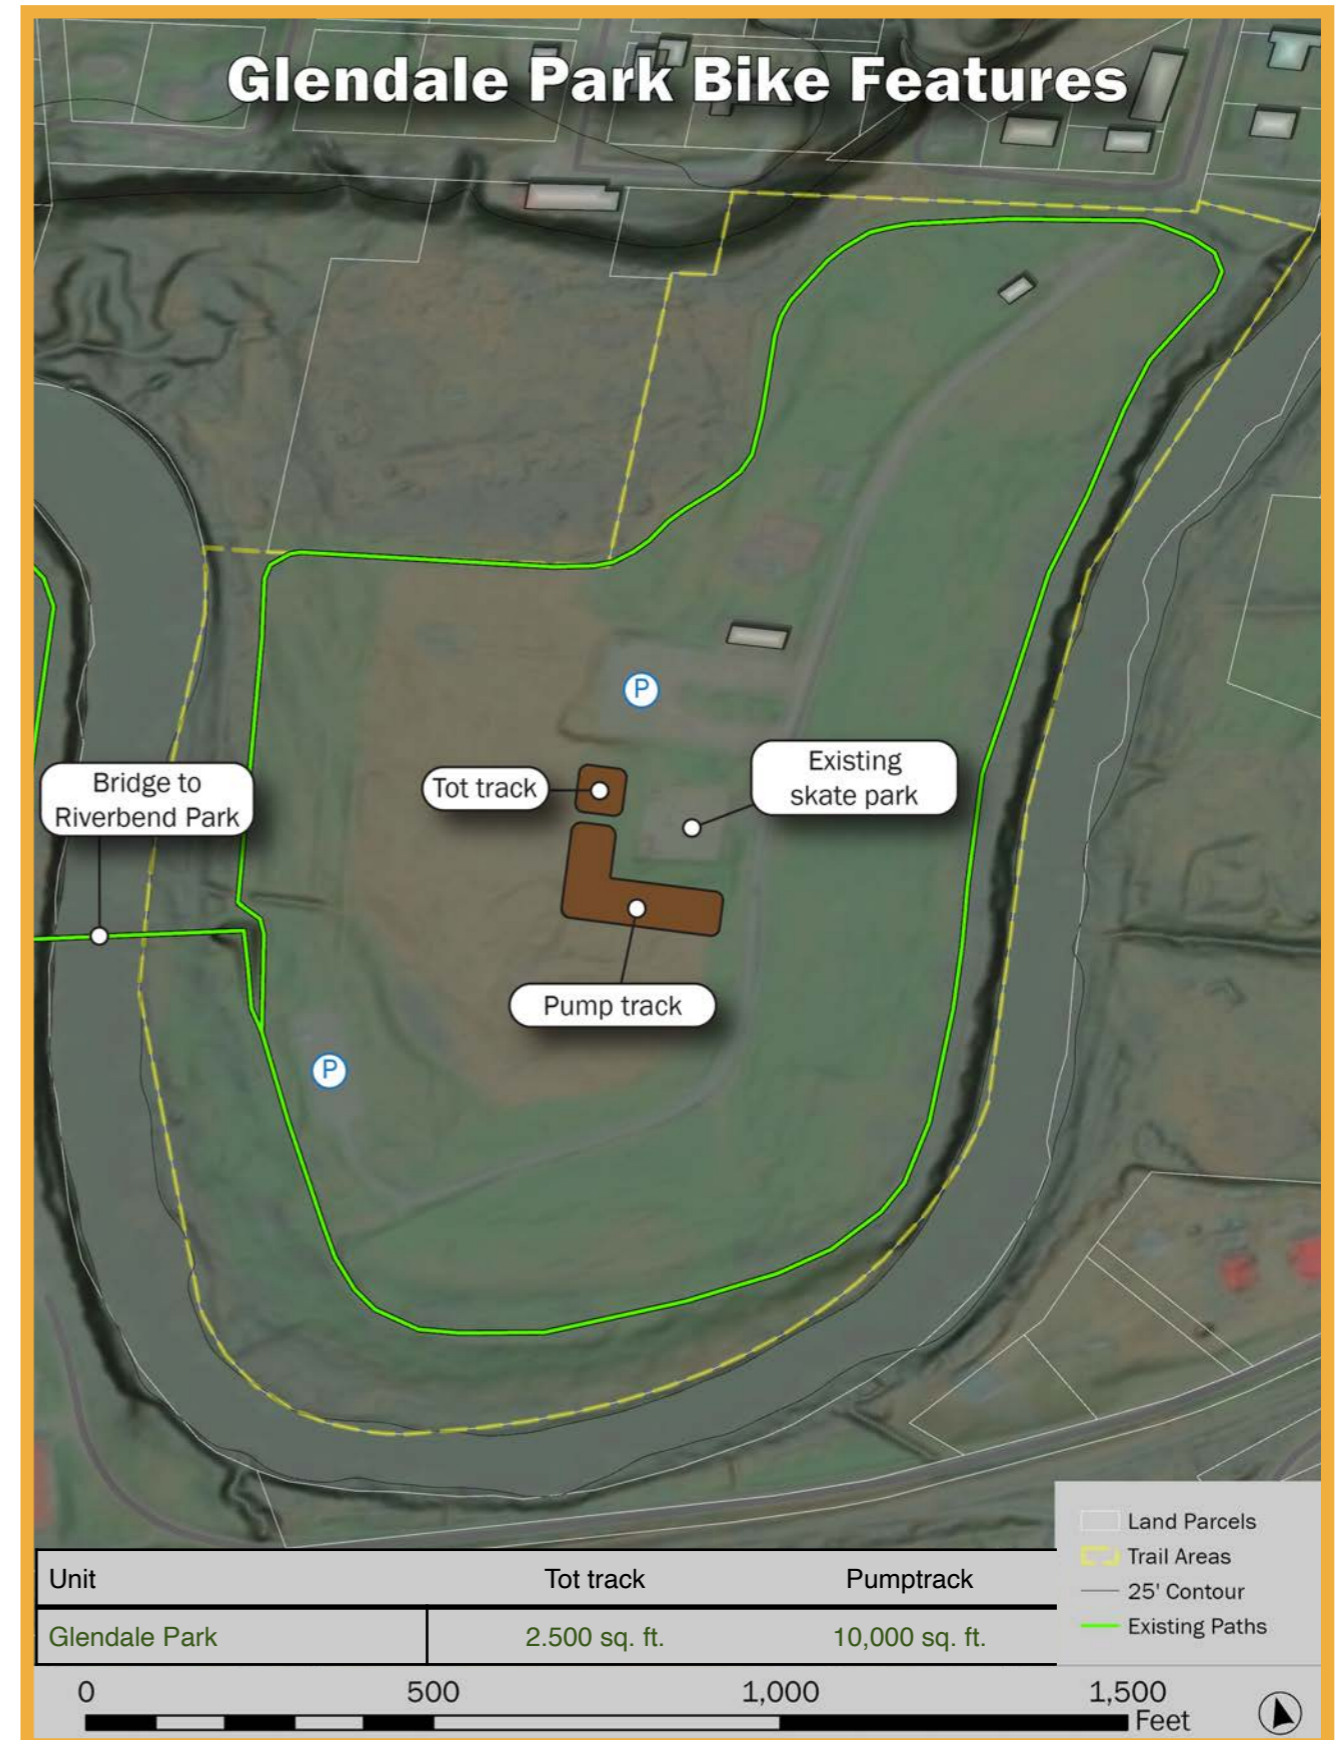 Glendale Park Bike Features
P
Tot track
Existing
skate park
Bridge to
Riverbend Park
Pump track
P
Land Parcels
Trail Areas
25' Contour
Existing Paths
Unit Tot track Pumptrack
Glendale Park 2.500 sq. ft. 10,000 sq. ft.
0 500 1,000 1,500
Feet